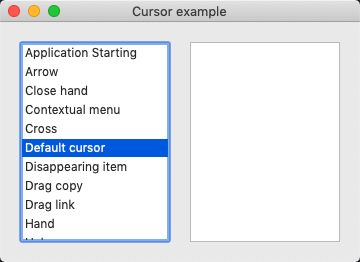 Cursor example
Application Starting
Arrow
Close hand
Contextual menu
Cross
Default cursor
Disappearing item
Drag copy
Drag link
Hand